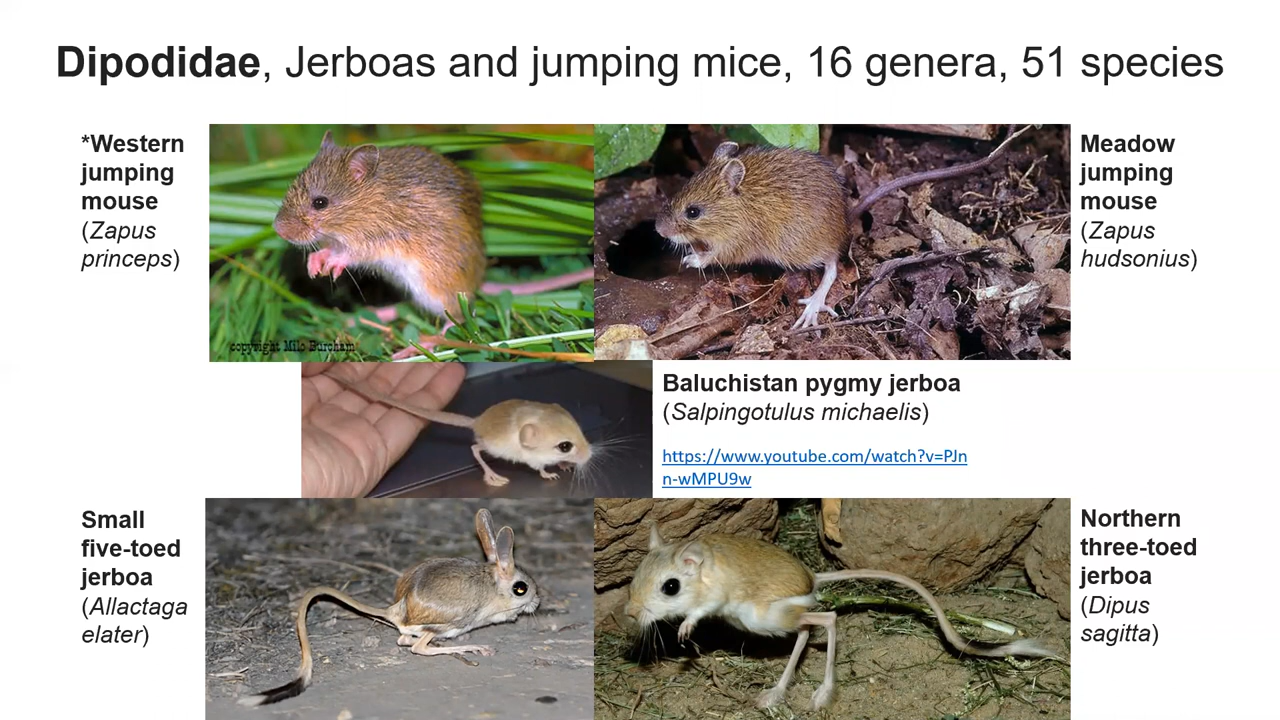 Dipodidae, Jerboas and jumping mice, 16 genera, 51 species
*Western
jumping
mouse
(Zapus
princeps)
copyright Milo Burcham
Meadow
jumping
mouse
(Zapus
hudsonius)
Baluchistan pygmy jerboa
(Salpingotulus michaelis)
https://www.youtube.com/watch?v=PJn
n-wMPU9w
Small
five-toed
jerboa
(Allactaga
elater)
Northern
three-toed
jerboa
(Dipus
sagitta)